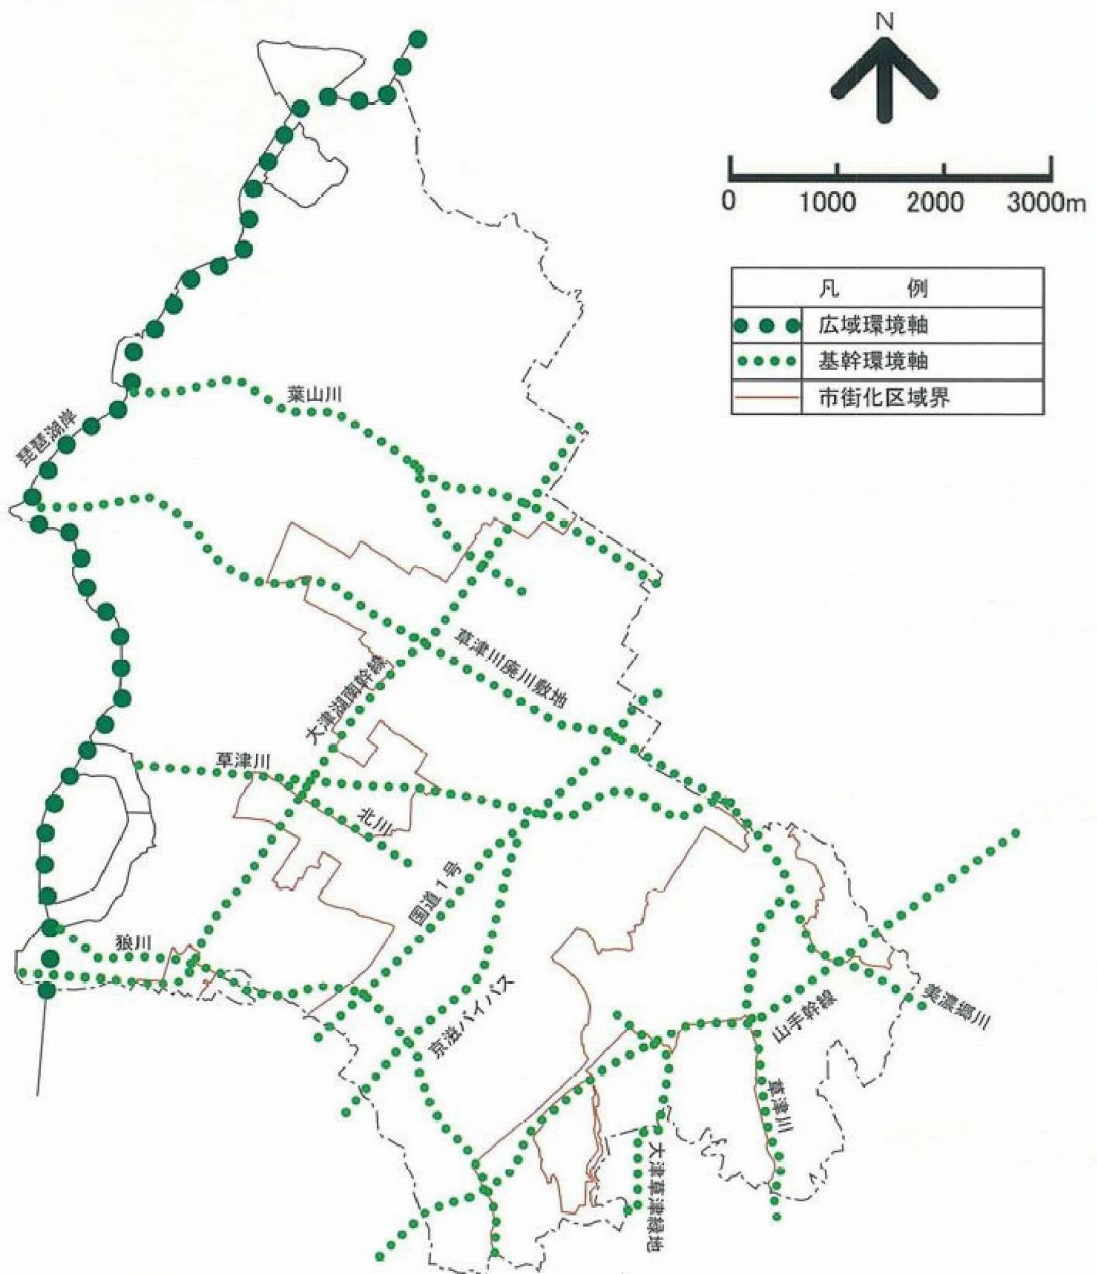 N
0 1000 2000 3000m
凡 例
広域環境軸
基幹環境軸
市街化区域界
葉山川
琵琶湖岸
草津川廃川敷地
大津湖南幹線
草津川
北川
国道1号
狼川
京滋バイパス
山手幹線
美濃郷川
草津川
大津草津緑地